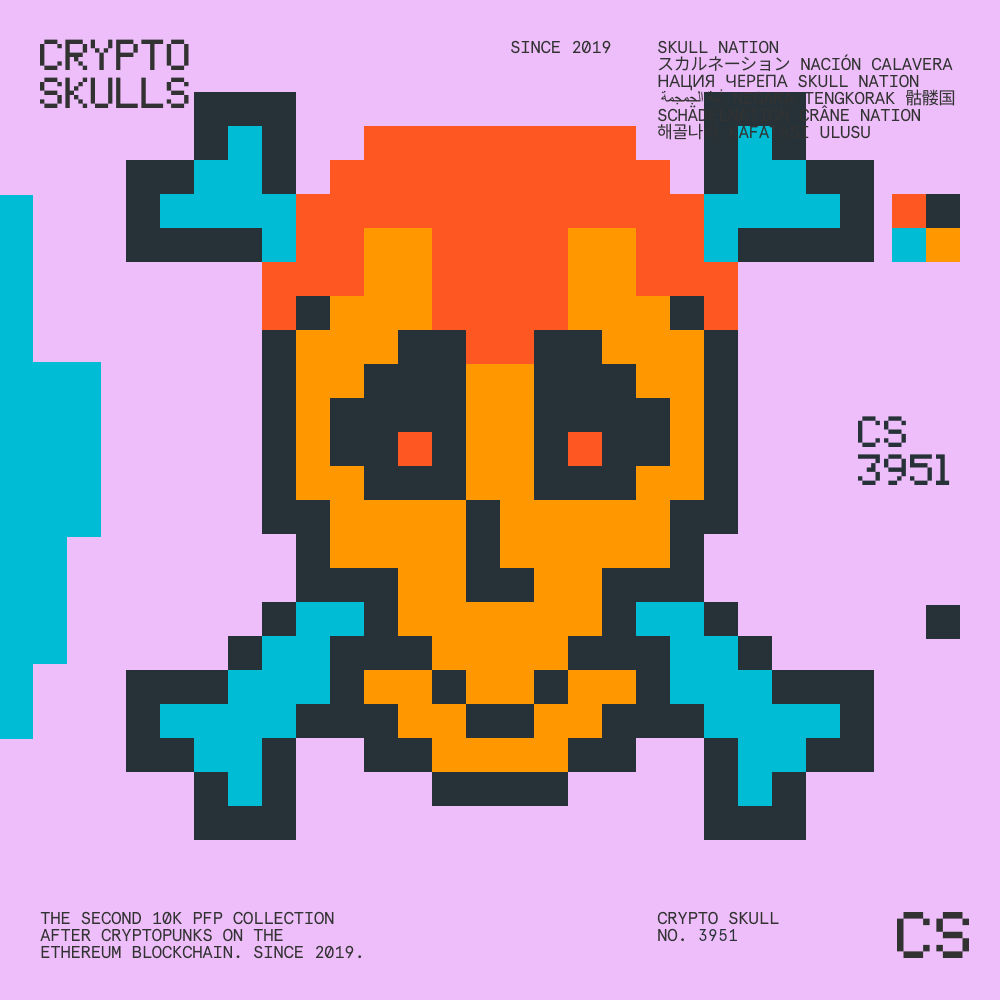 CRYPTO
SKULLS
SINCE 2019
SKULL NATION
スカルネーション NACIÓN CALAVERA
НАЦИЯ ЧЕРЕПА SKULL NATION
الجمجمة TENGKORAK 骷髅国
CRÂNE NATION
해골나 ULUSU
CS
3951
THE SECOND 10K PFP COLLECTION
AFTER CRYPTOPUNKS ON THE
ETHEREUM BLOCKCHAIN. SINCE 2019.
CRYPTO SKULL
NO. 3951
CS